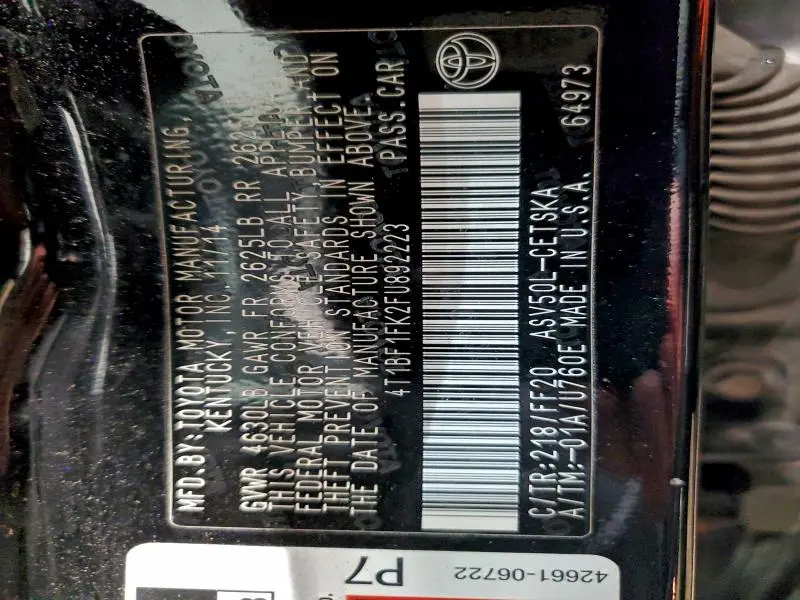 MFD.BY:TOYOTA MOTOR MANUFACTURING,
KENTUCKY, INC. 11/14
GVWR 4630LB GAWR FR 2625LB RR
THIS VEHICLE CONFORMS TO ALL
FEDERAL MOTOR VEHICLE SAFETY, BUMPER, AND
THEFT PREVENTION STANDARDS IN EFFECT ON
THE DATE OF MANUFACTURE SHOWN ABOVE.
4T1BF1FK2FU892223 PASS.CAR
C/TR:218/FF20 ASV50L-CETSKA
A/TM:-01A/U760E MADE IN U.S.A. 64973
P7
42661-06722